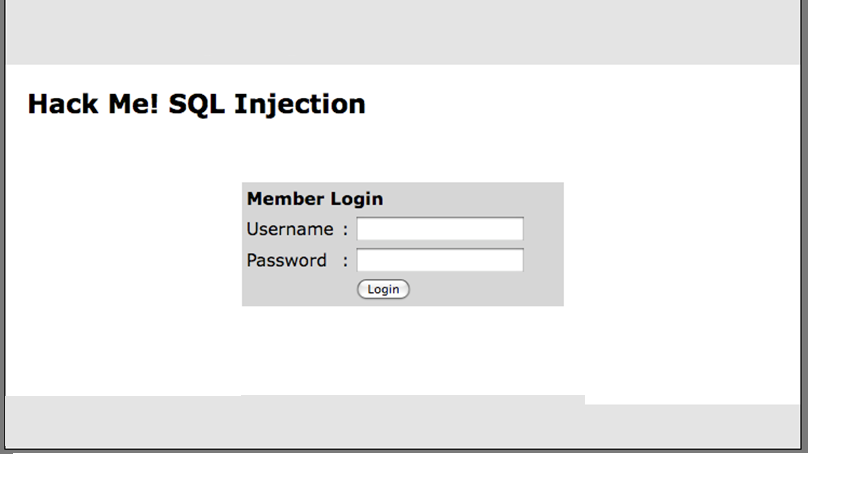 Hack Me! SQL Injection
Member Login
Username :
Password :
Login